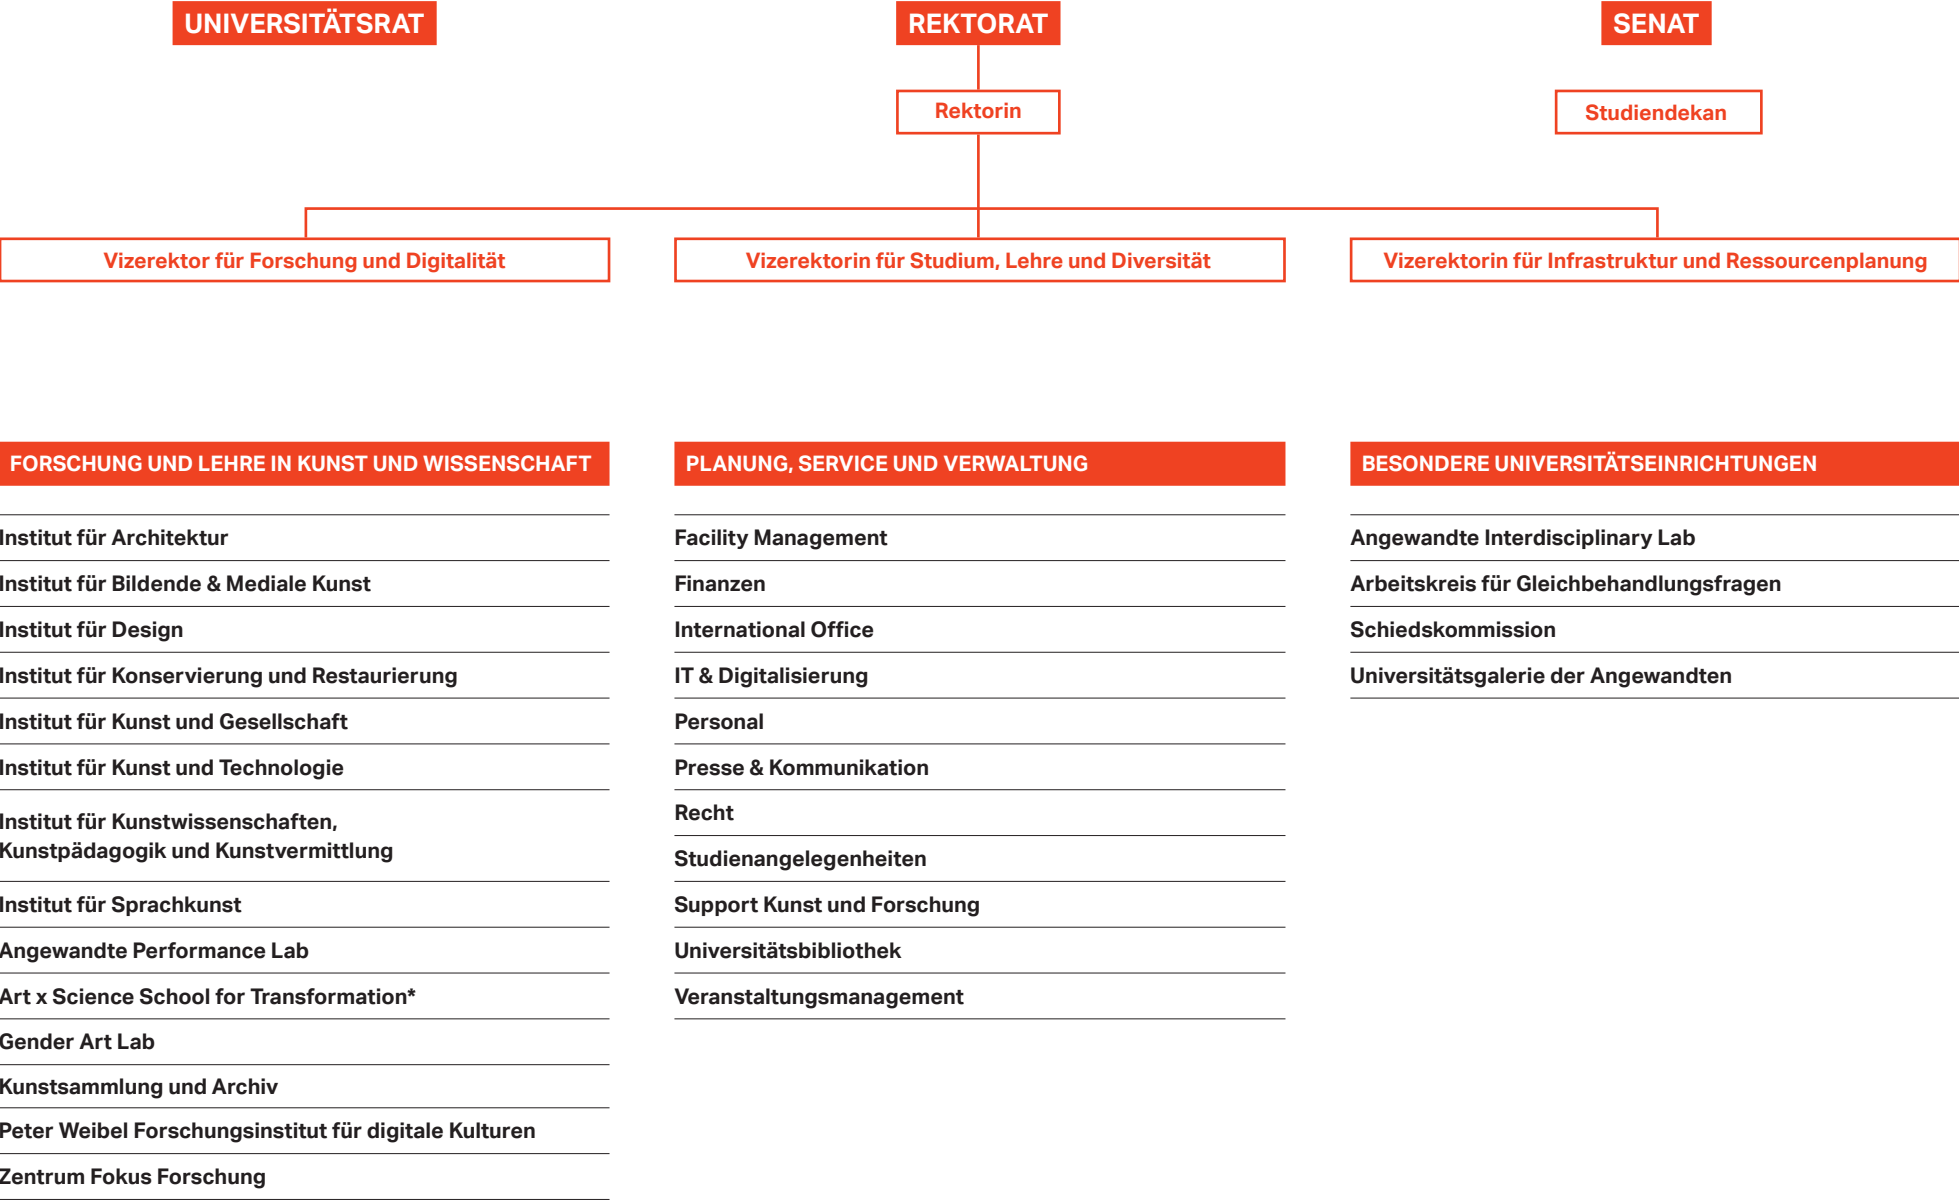 UNIVERSITÄTSRAT
REKTORAT
SENAT
Rektorin
Studiendekan
Vizerektor für Forschung und Digitalität
Vizerektorin für Studium, Lehre und Diversität
Vizerektorin für Infrastruktur und Ressourcenplanung
FORSCHUNG UND LEHRE IN KUNST UND WISSENSCHAFT
Institut für Architektur
Institut für Bildende & Mediale Kunst
Institut für Design
Institut für Konservierung und Restaurierung
Institut für Kunst und Gesellschaft
Institut für Kunst und Technologie
Institut für Kunstwissenschaften,
Kunstpädagogik und Kunstvermittlung
Institut für Sprachkunst
Angewandte Performance Lab
Art x Science School for Transformation*
Gender Art Lab
Kunstsammlung und Archiv
Peter Weibel Forschungsinstitut für digitale Kulturen
Zentrum Fokus Forschung
PLANUNG, SERVICE UND VERWALTUNG
Facility Management
Finanzen
International Office
IT & Digitalisierung
Personal
Presse & Kommunikation
Recht
Studienangelegenheiten
Support Kunst und Forschung
Universitätsbibliothek
Veranstaltungsmanagement
BESONDERE UNIVERSITÄTSEINRICHTUNGEN
Angewandte Interdisciplinary Lab
Arbeitskreis für Gleichbehandlungsfragen
Schiedskommission
Universitätsgalerie der Angewandten